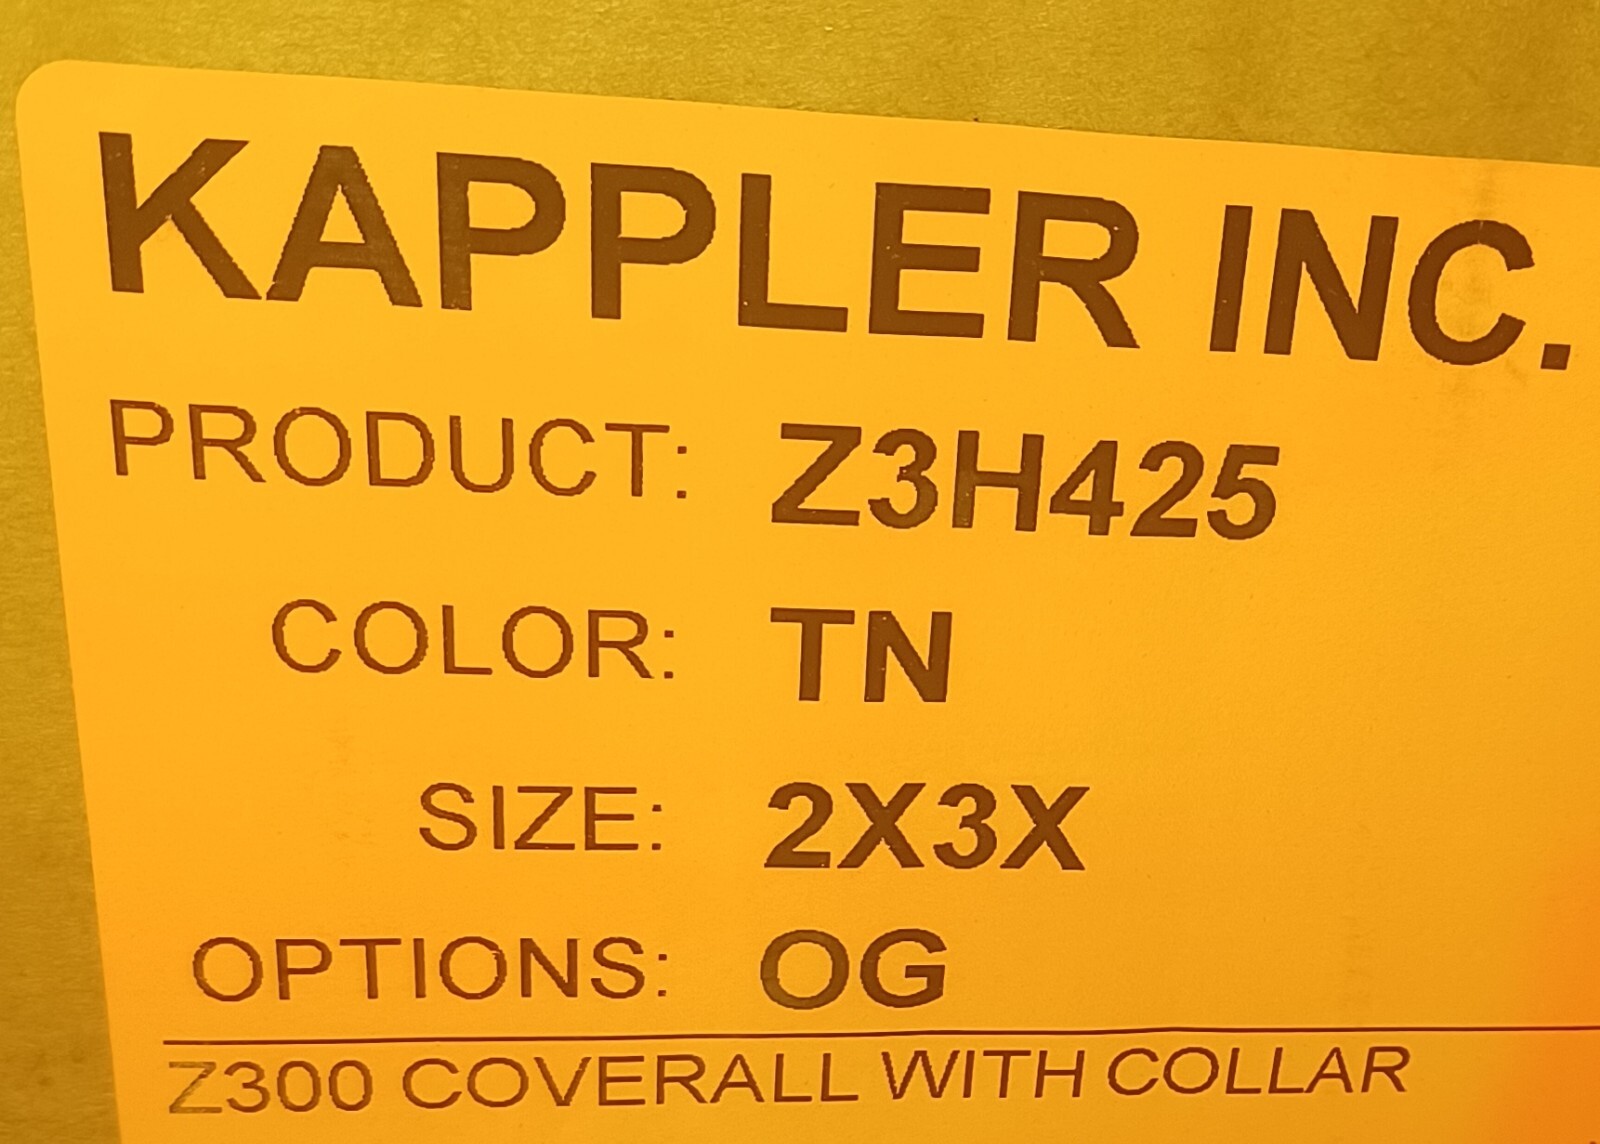 KAPPLER INC.
PRODUCT: Z3H425
COLOR: TN
SIZE: 2X3X
OPTIONS: OG
Z300 COVERALL WITH COLLAR